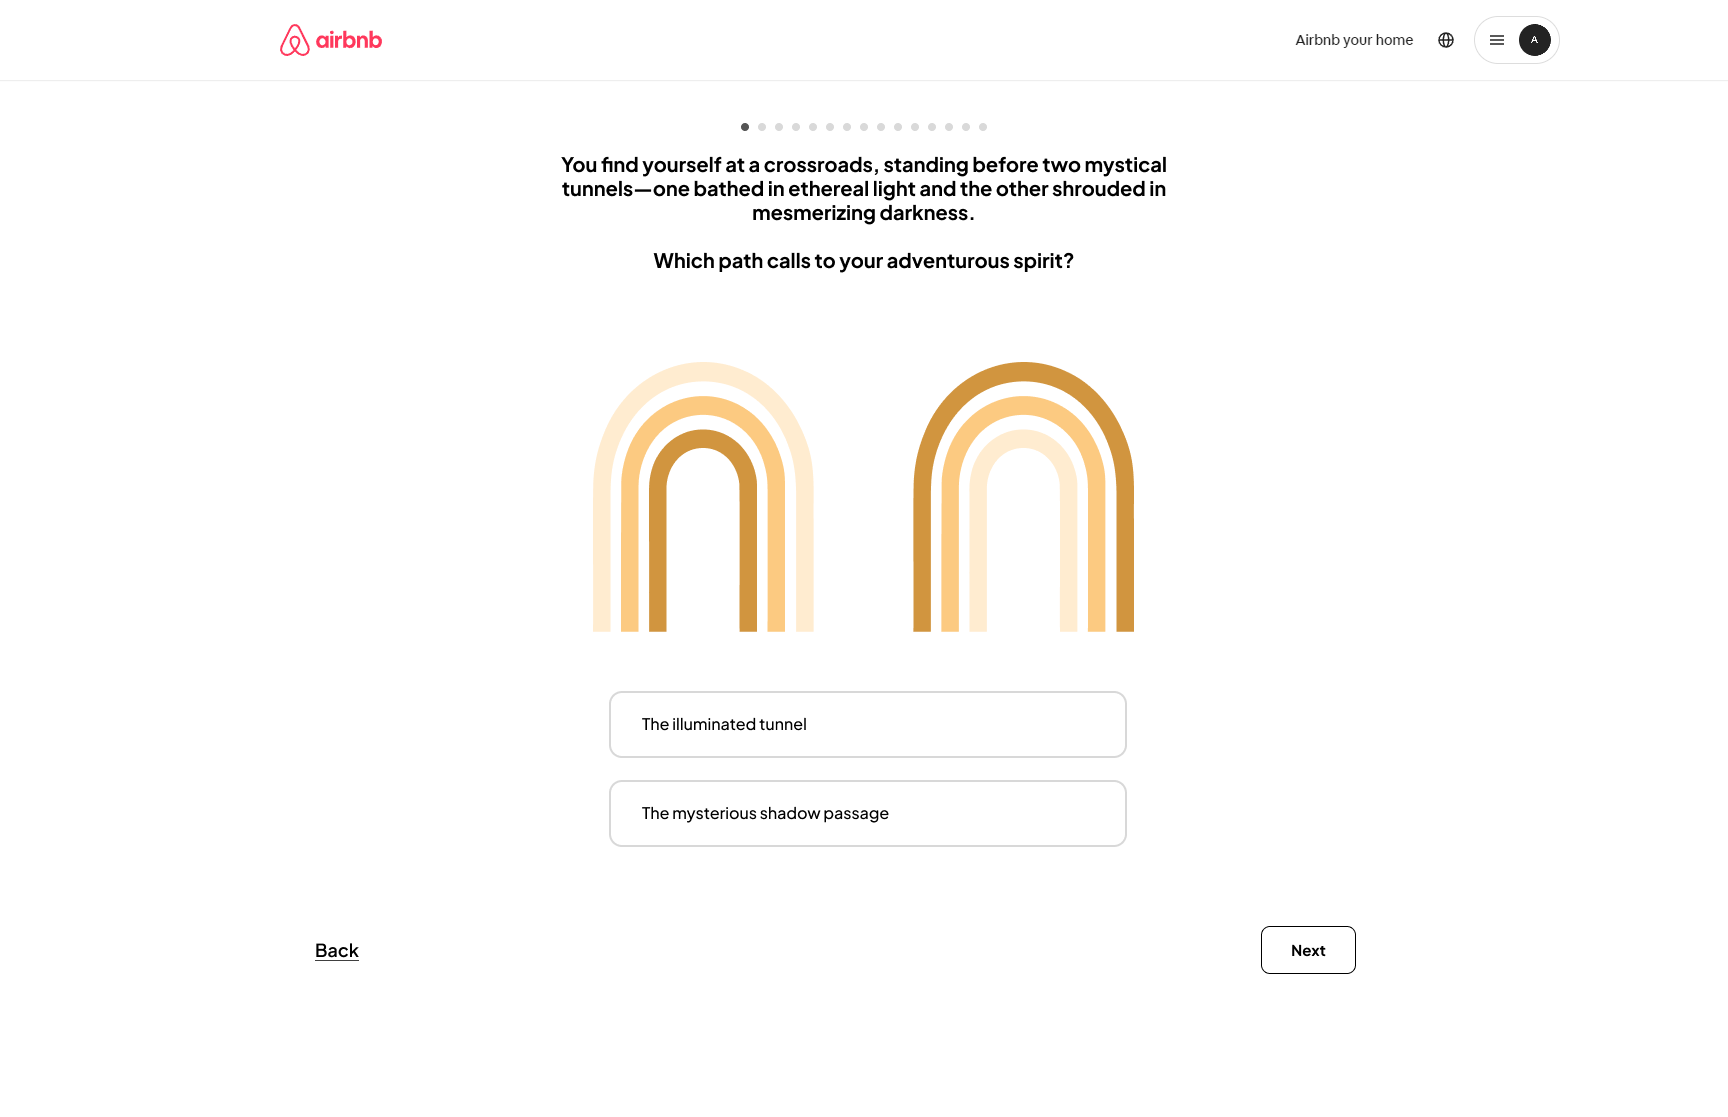 airbnb
Airbnb your home
A
You find yourself at a crossroads, standing before two mystical
tunnels—one bathed in ethereal light and the other shrouded in
mesmerizing darkness.
Which path calls to your adventurous spirit?
The illuminated tunnel
The mysterious shadow passage
Back
Next